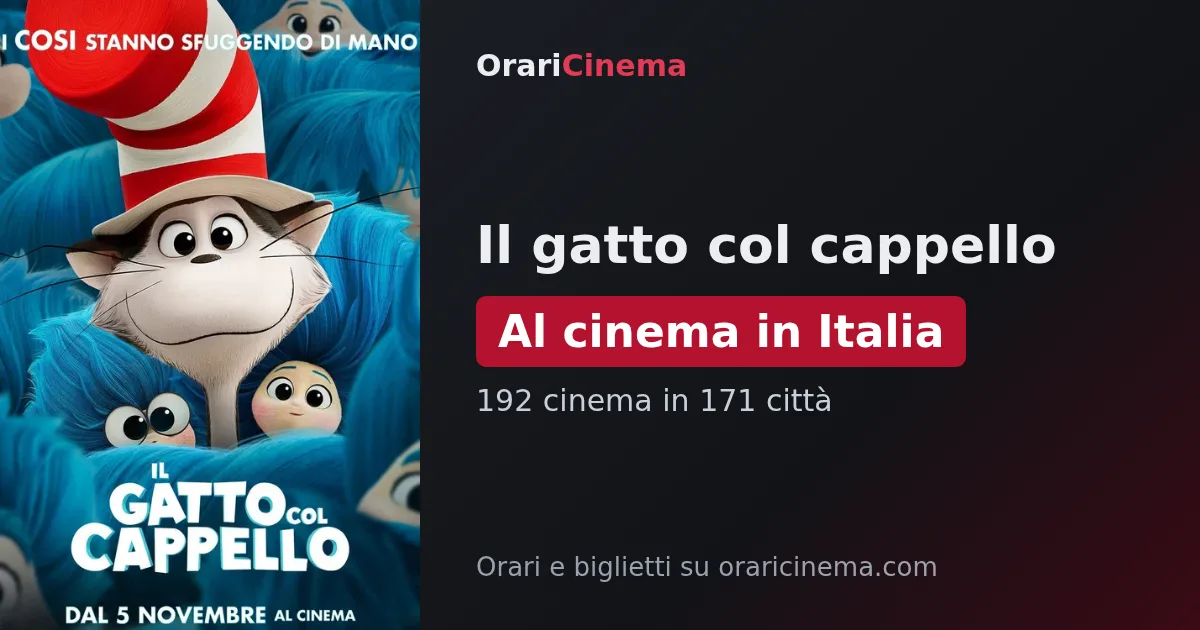 I COSI STANNO SFUGGENDO DI MANO
IL
GATTO COL
CAPPELLO
DAL 5 NOVEMBRE AL CINEMA
OrariCinema
Il gatto col cappello
Al cinema in Italia
192 cinema in 171 città
Orari e biglietti su oraricinema.com